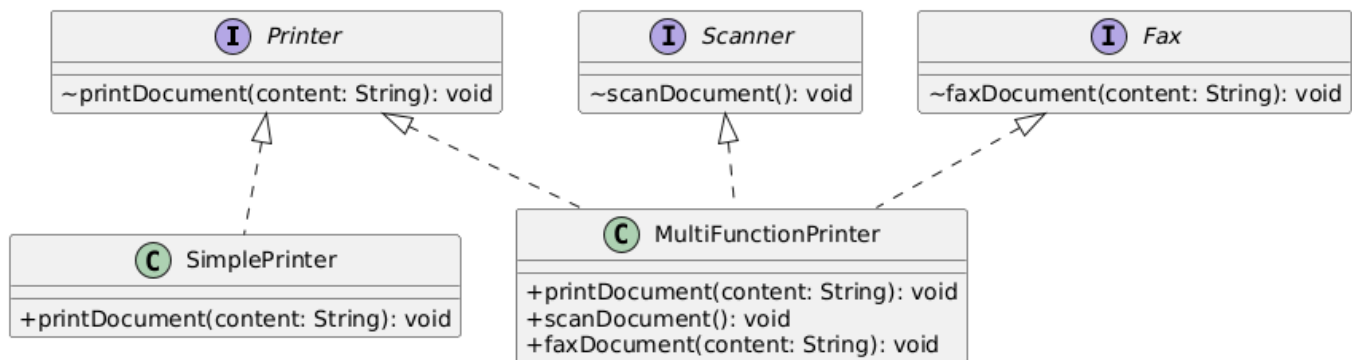 I Printer
~printDocument(content: String): void
I Scanner
~scanDocument(): void
I Fax
~faxDocument(content: String): void
C SimplePrinter
+printDocument(content: String): void
C MultiFunctionPrinter
+printDocument(content: String): void
+scanDocument(): void
+faxDocument(content: String): void